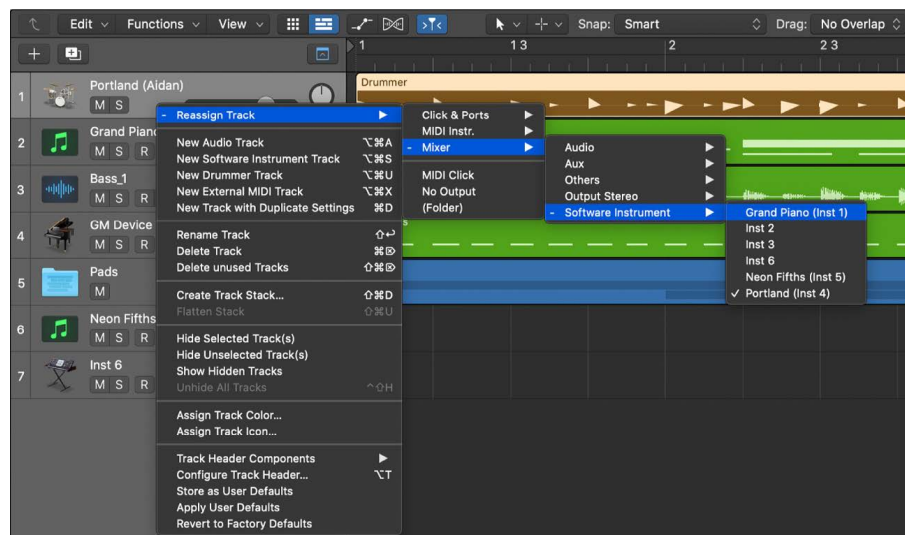 Edit Functions View Snap: Smart Drag: No Overlap
1 1 3 2 2 3
1 Portland (Aidan)
M S
Drummer
2 Grand Piano
M S R
3 Bass_1
M S R
4 GM Device
M S R
5 Pads
M
6 Neon Fifths
M S R
7 Inst 6
M S R
- Reassign Track
New Audio Track ⌥⌘A
New Software Instrument Track ⌥⌘S
New Drummer Track ⌥⌘U
New External MIDI Track ⌥⌘X
New Track with Duplicate Settings ⌘D
Rename Track ⇧↩
Delete Track ⌘⌦
Delete unused Tracks ⇧⌘⌦
Create Track Stack... ⇧⌘D
Flatten Stack ⇧⌘U
Hide Selected Track(s)
Hide Unselected Track(s)
Show Hidden Tracks
Unhide All Tracks ^⇧H
Assign Track Color...
Assign Track Icon...
Track Header Components
Configure Track Header... ⌥T
Store as User Defaults
Apply User Defaults
Revert to Factory Defaults
Click & Ports
MIDI Instr.
- Mixer
MIDI Click
No Output
(Folder)
Audio
Aux
Others
Output Stereo
- Software Instrument
Grand Piano (Inst 1)
Inst 2
Inst 3
Inst 6
Neon Fifths (Inst 5)
✓ Portland (Inst 4)